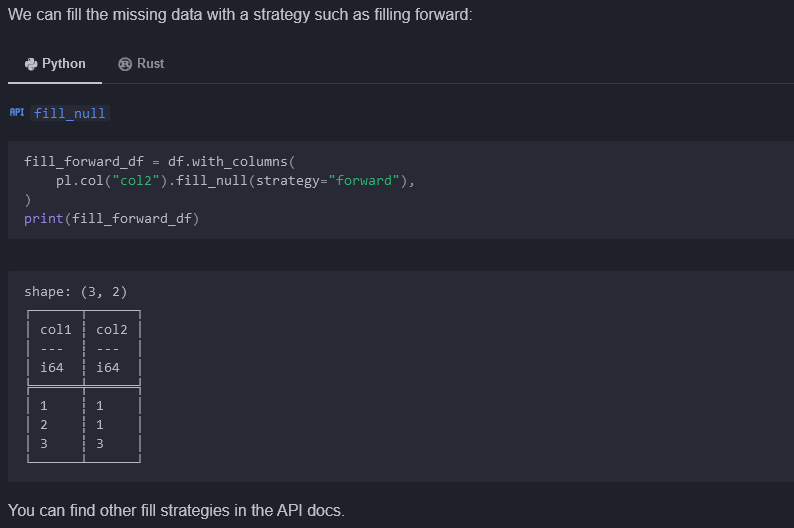 We can fill the missing data with a strategy such as filling forward:
Python Rust
API fill_null
fill_forward_df = df.with_columns(
    pl.col("col2").fill_null(strategy="forward"),
)
print(fill_forward_df)
shape: (3, 2)
col1 ┆ col2
--- ┆ ---
i64 ┆ i64
1 ┆ 1
2 ┆ 1
3 ┆ 3
You can find other fill strategies in the API docs.